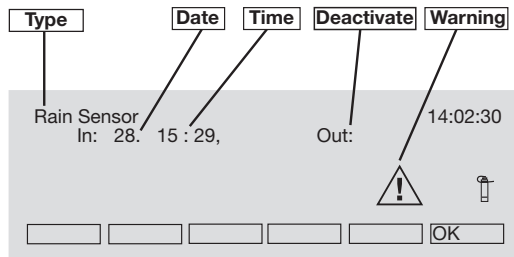 Type Date Time Deactivate Warning
Rain Sensor 14:02:30
In: 28. 15 : 29, Out:
!
OK